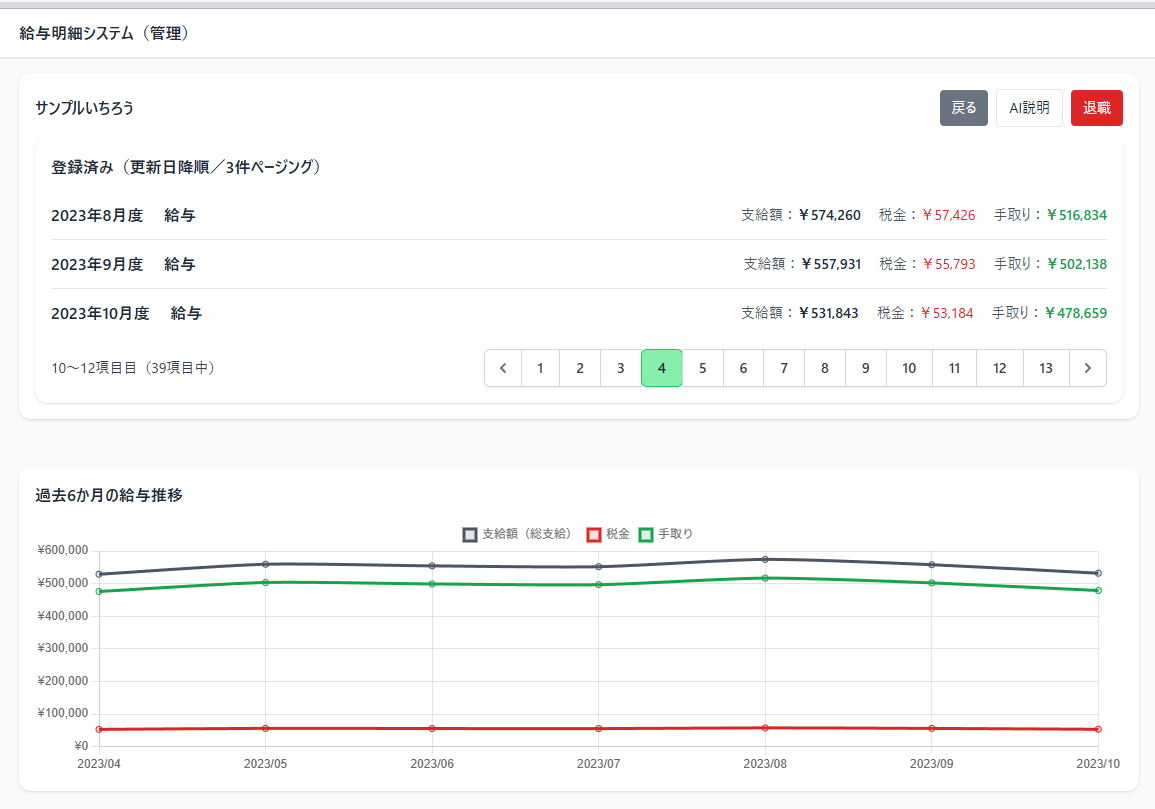 給与明細システム（管理）
サンプルいちろう 戻る AI説明 退職
登録済み（更新日降順／3件ページング）
2023年8月度 給与 支給額：￥574,260 税金：￥57,426 手取り：￥516,834
2023年9月度 給与 支給額：￥557,931 税金：￥55,793 手取り：￥502,138
2023年10月度 給与 支給額：￥531,843 税金：￥53,184 手取り：￥478,659
10～12項目目（39項目中） ‹ 1 2 3 4 5 6 7 8 9 10 11 12 13 ›
過去6か月の給与推移
支給額（総支給） 税金 手取り
¥600,000
¥500,000
¥400,000
¥300,000
¥200,000
¥100,000
¥0
2023/04 2023/05 2023/06 2023/07 2023/08 2023/09 2023/10